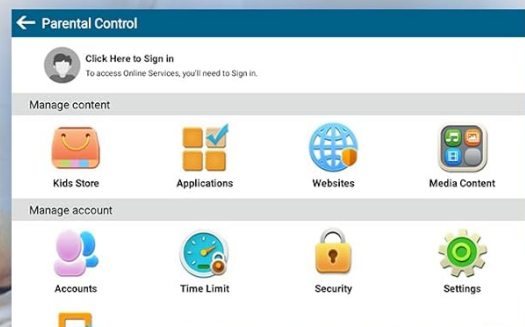 Parental Control
Click Here to Sign in
To access Online Services, you'll need to Sign in.
Manage content
Kids Store
Applications
Websites
Media Content
Manage account
Accounts
Time Limit
Security
Settings